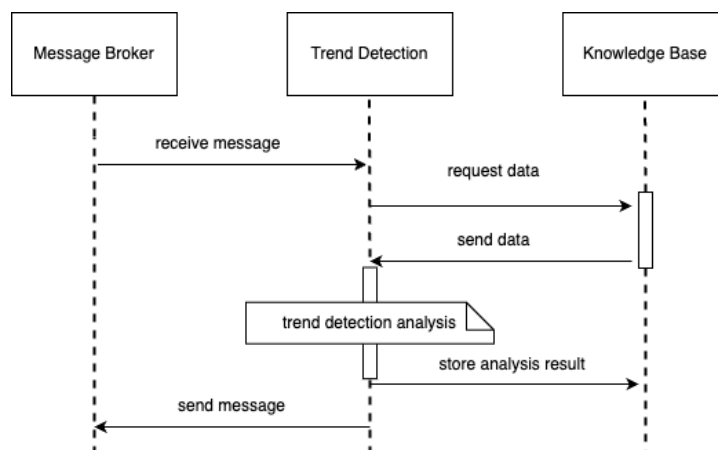 Message Broker
Trend Detection
Knowledge Base
receive message
request data
send data
trend detection analysis
store analysis result
send message